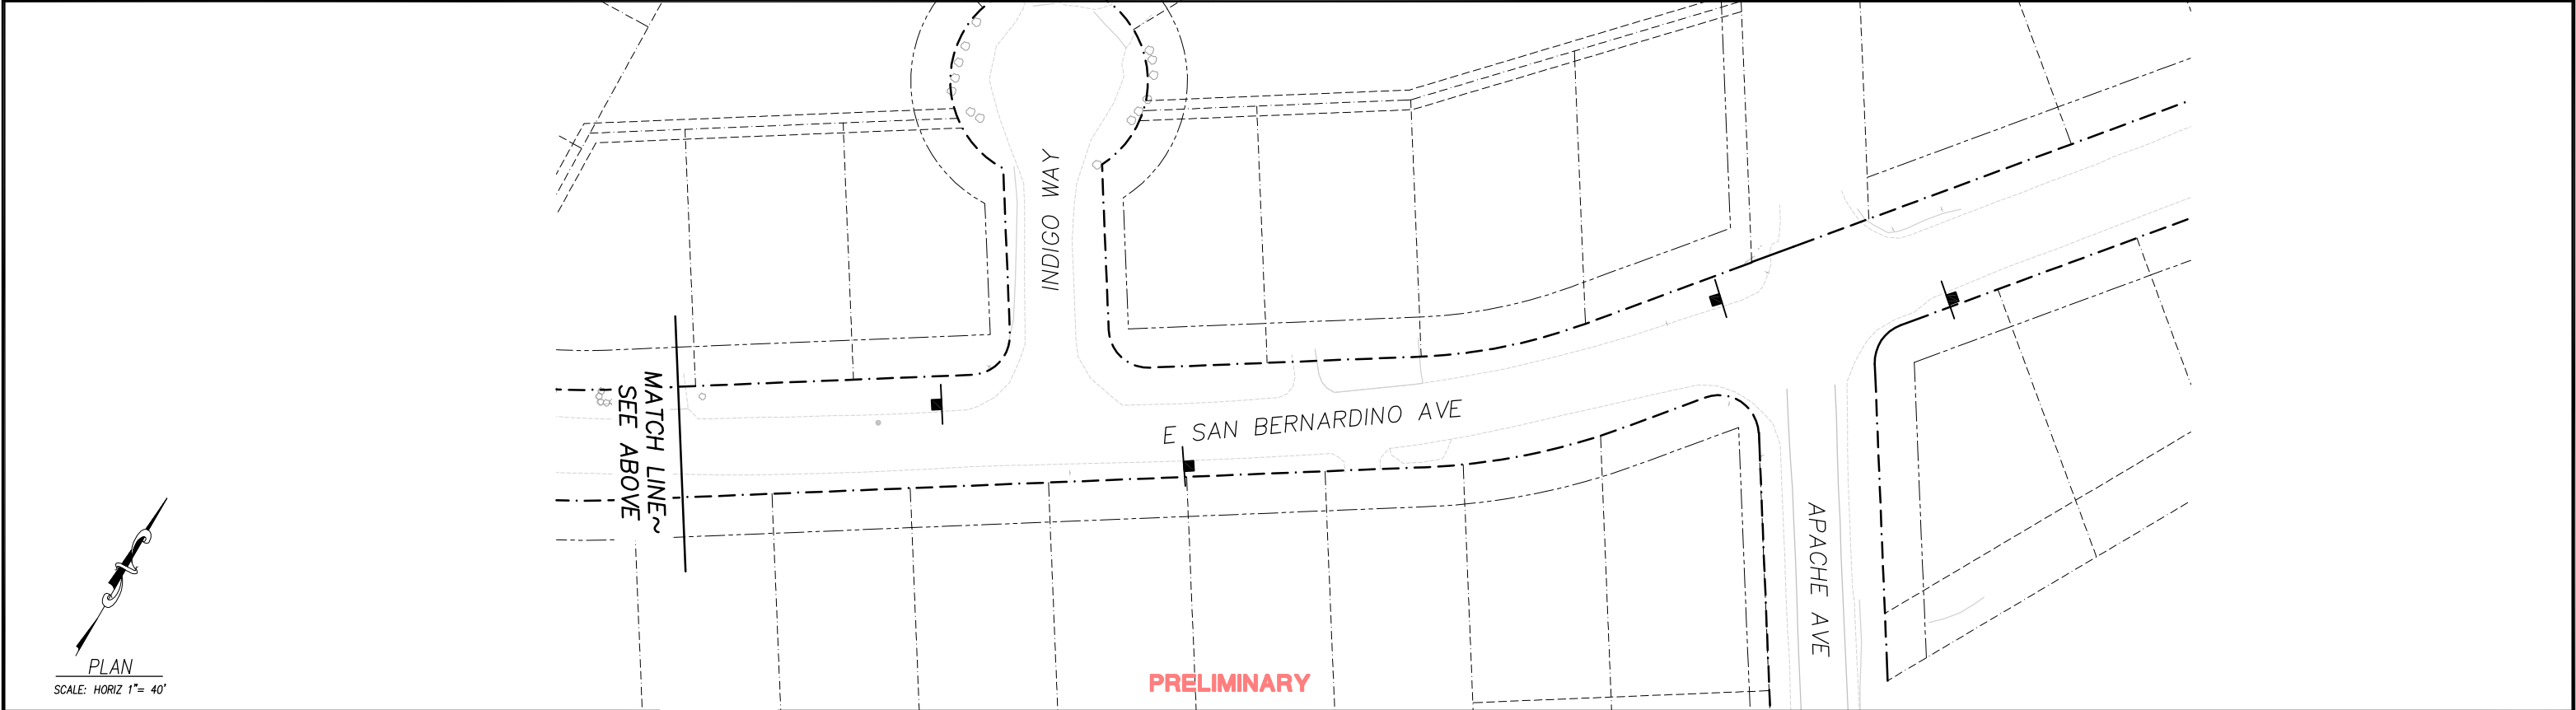 INDIGO WAY
MATCH LINE~
SEE ABOVE
E SAN BERNARDINO AVE
APACHE AVE
PLAN
SCALE: HORIZ 1"= 40'
PRELIMINARY